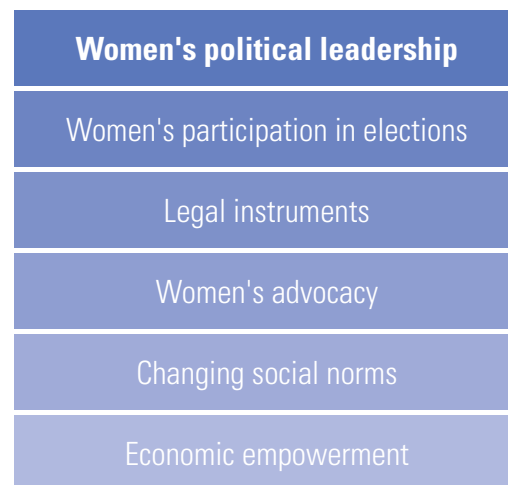 Women's political leadership
Women's participation in elections
Legal instruments
Women's advocacy
Changing social norms
Economic empowerment